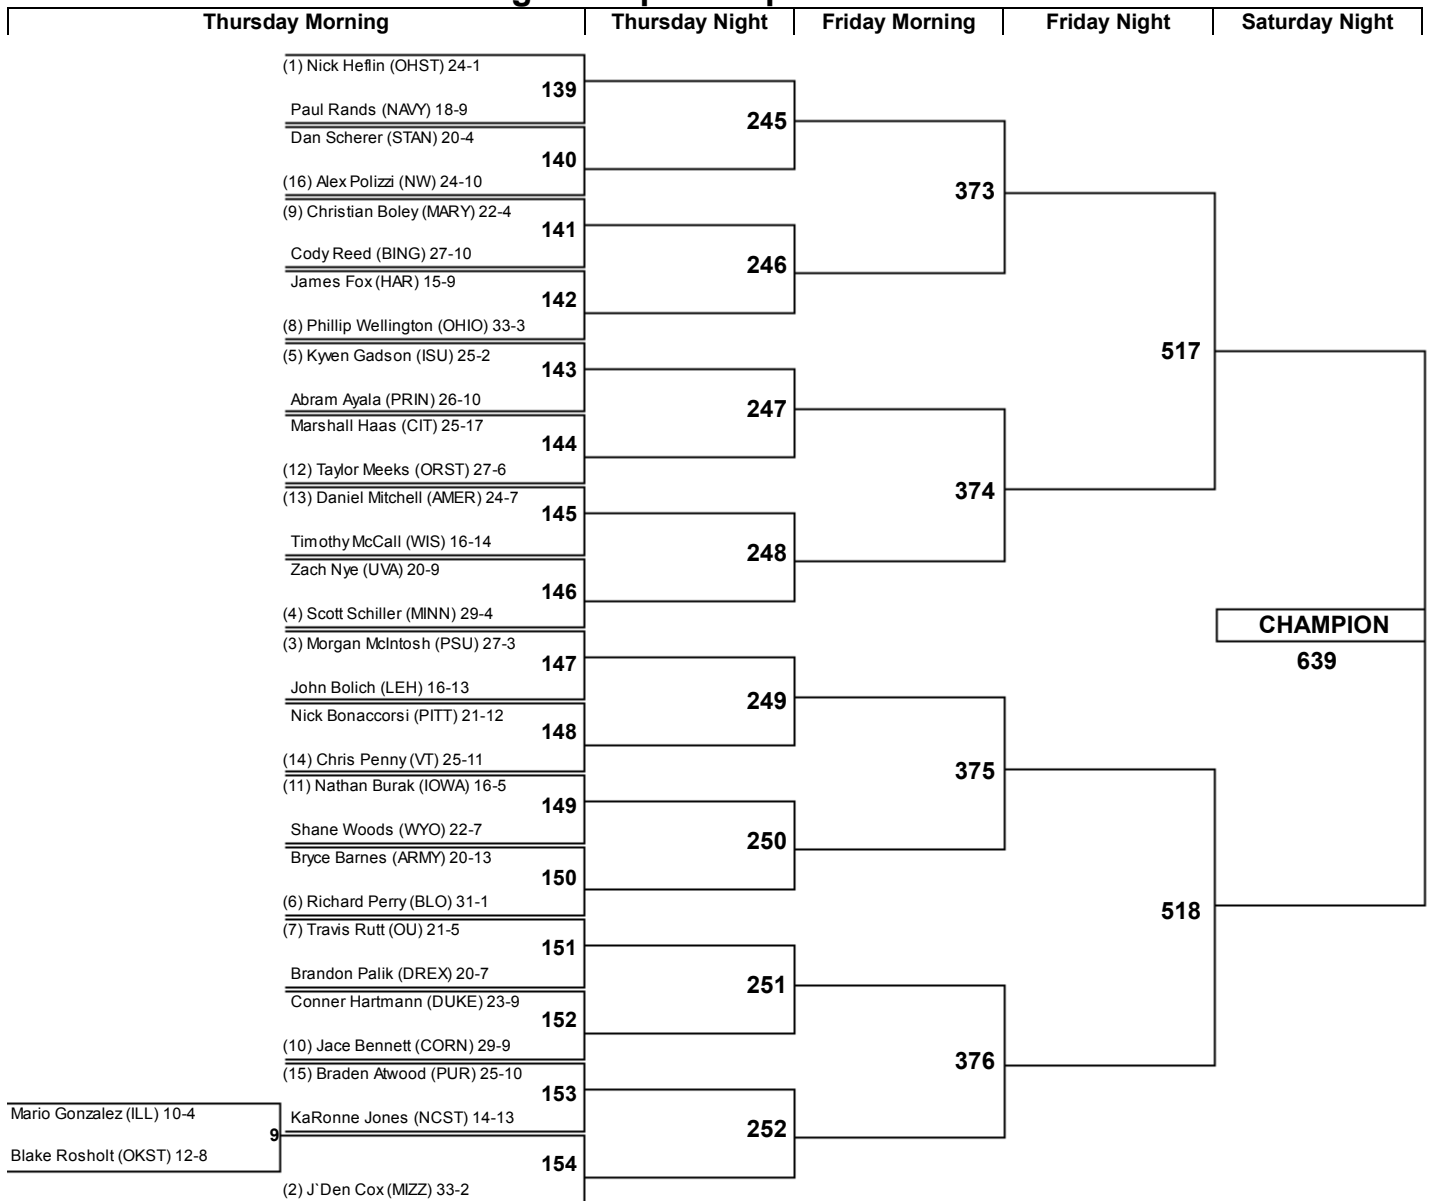 Thursday Morning Thursday Night Friday Morning Friday Night Saturday Night
(1) Nick Heflin (OHST) 24-1
139
Paul Rands (NAVY) 18-9
245
Dan Scherer (STAN) 20-4
140
(16) Alex Polizzi (NW) 24-10
373
(9) Christian Boley (MARY) 22-4
141
Cody Reed (BING) 27-10
246
James Fox (HAR) 15-9
142
(8) Phillip Wellington (OHIO) 33-3
517
(5) Kyven Gadson (ISU) 25-2
143
Abram Ayala (PRIN) 26-10
247
Marshall Haas (CIT) 25-17
144
(12) Taylor Meeks (ORST) 27-6
374
(13) Daniel Mitchell (AMER) 24-7
145
Timothy McCall (WIS) 16-14
248
Zach Nye (UVA) 20-9
146
(4) Scott Schiller (MINN) 29-4
CHAMPION
639
(3) Morgan McIntosh (PSU) 27-3
147
John Bolich (LEH) 16-13
249
Nick Bonaccorsi (PITT) 21-12
148
(14) Chris Penny (VT) 25-11
375
(11) Nathan Burak (IOWA) 16-5
149
Shane Woods (WYO) 22-7
250
Bryce Barnes (ARMY) 20-13
150
(6) Richard Perry (BLO) 31-1
518
(7) Travis Rutt (OU) 21-5
151
Brandon Palik (DREX) 20-7
251
Conner Hartmann (DUKE) 23-9
152
(10) Jace Bennett (CORN) 29-9
376
(15) Braden Atwood (PUR) 25-10
153
KaRonne Jones (NCST) 14-13
252
Mario Gonzalez (ILL) 10-4
9
Blake Rosholt (OKST) 12-8
154
(2) J`Den Cox (MIZZ) 33-2